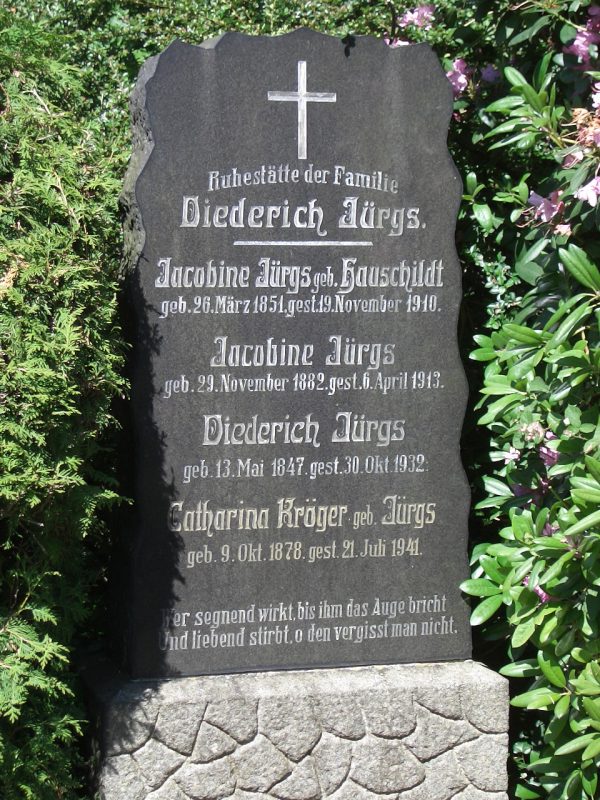 Ruhestätte der Familie
Diederich Jürgs.
Jacobine Jürgs geb. Hauschildt
geb. 26. März 1851, gest. 19. November 1910.
Jacobine Jürgs
geb. 29. November 1882. gest. 6. April 1913.
Diederich Jürgs
geb. 13. Mai 1847. gest. 30. Okt. 1932.
Catharina Kröger geb. Jürgs
geb. 9. Okt. 1878. gest. 21. Juli 1941.
Wer segnend wirkt, bis ihm das Auge bricht
Und liebend stirbt, o den vergisst man nicht.